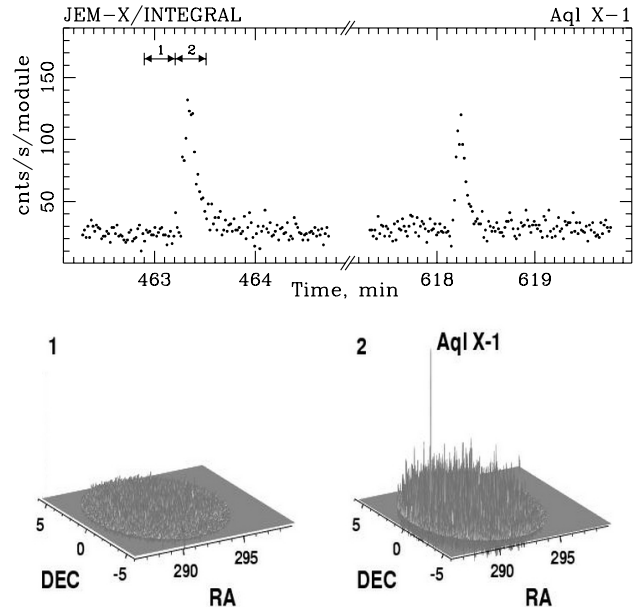 JEM-X/INTEGRAL Aql X-1
1 2
150
100
50
cnts/s/module
463 464 618 619
Time, min
1 2 Aql X-1
5 0 -5
DEC
290 295
RA
5 0 -5
DEC
290 295
RA